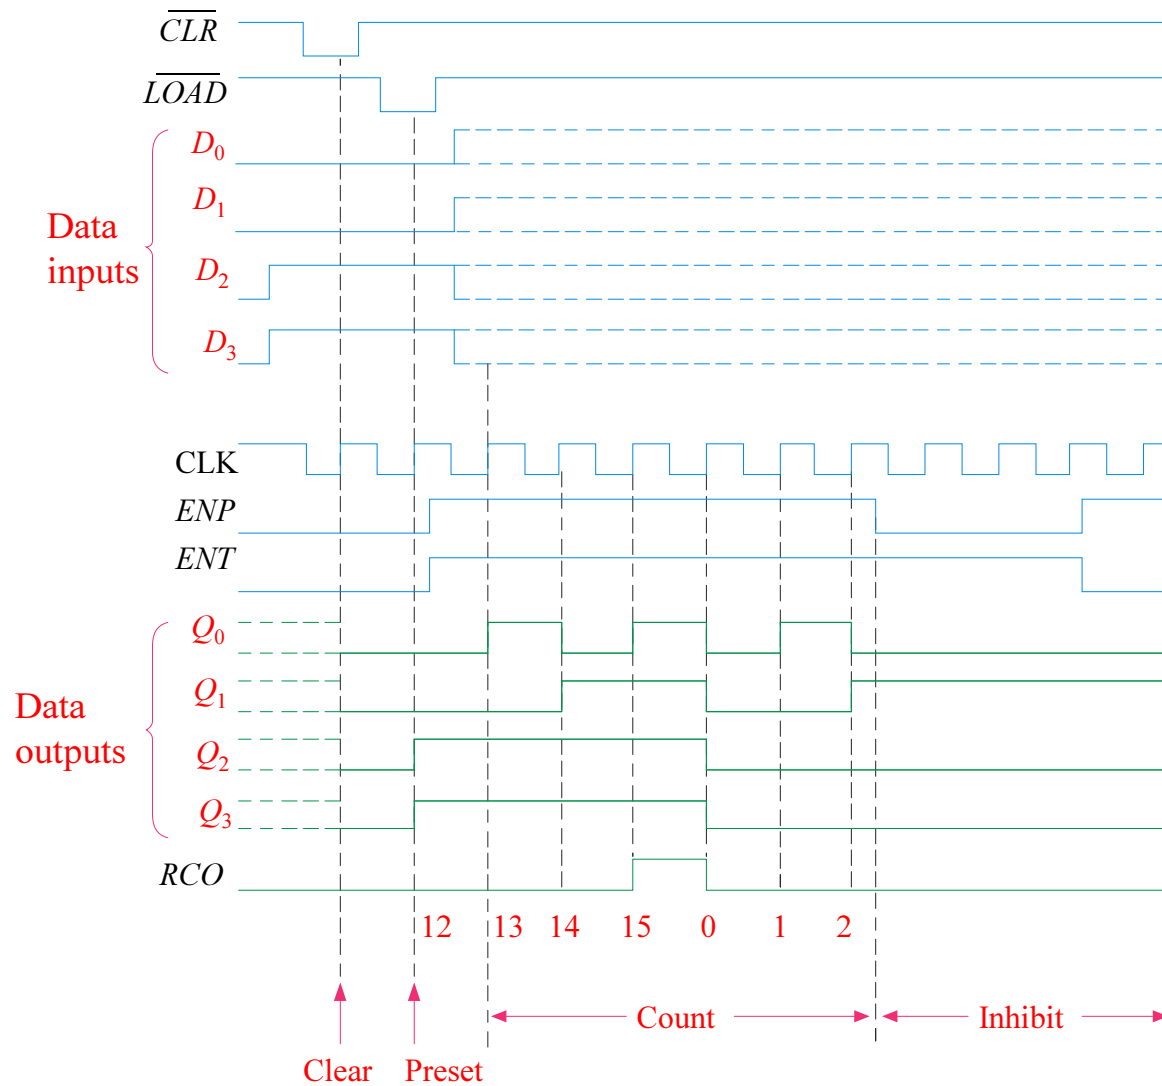 CLR
LOAD
D0
D1
Data
inputs
D2
D3
CLK
ENP
ENT
Q0
Q1
Data
outputs
Q2
Q3
RCO
12 13 14 15 0 1 2
Count
Inhibit
Clear
Preset